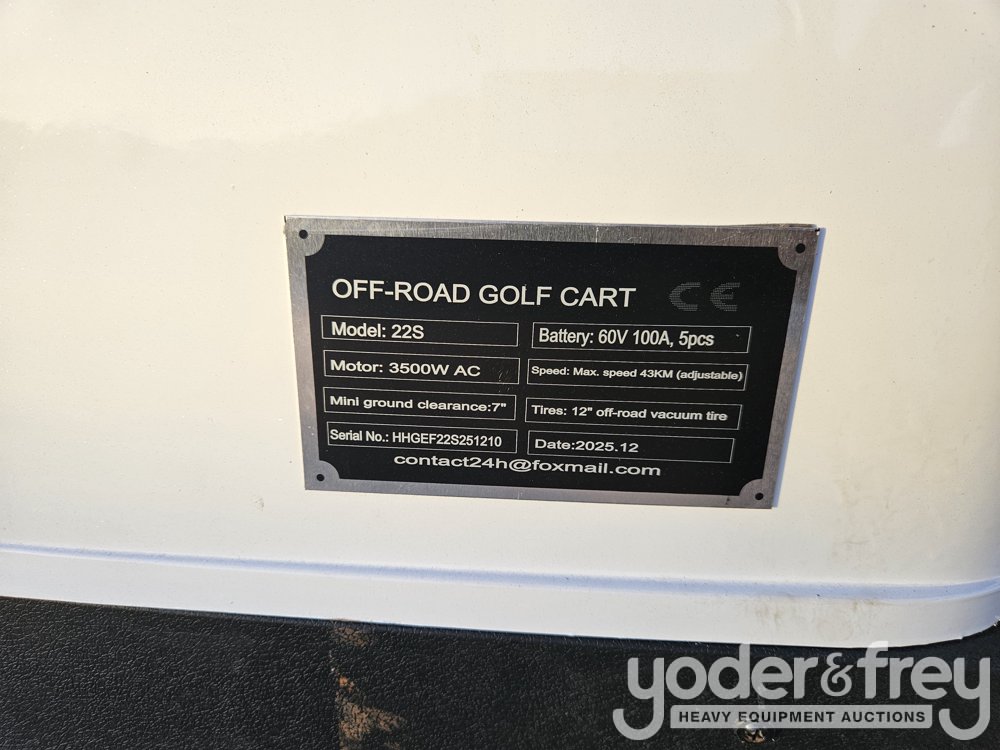 OFF-ROAD GOLF CART CE
Model: 22S
Battery: 60V 100A, 5pcs
Motor: 3500W AC
Speed: Max. speed 43KM (adjustable)
Mini ground clearance:7"
Tires: 12" off-road vacuum tire
Serial No.: HHGEF22S251210
Date:2025.12
contact24h@foxmail.com
yoder&frey
HEAVY EQUIPMENT AUCTIONS